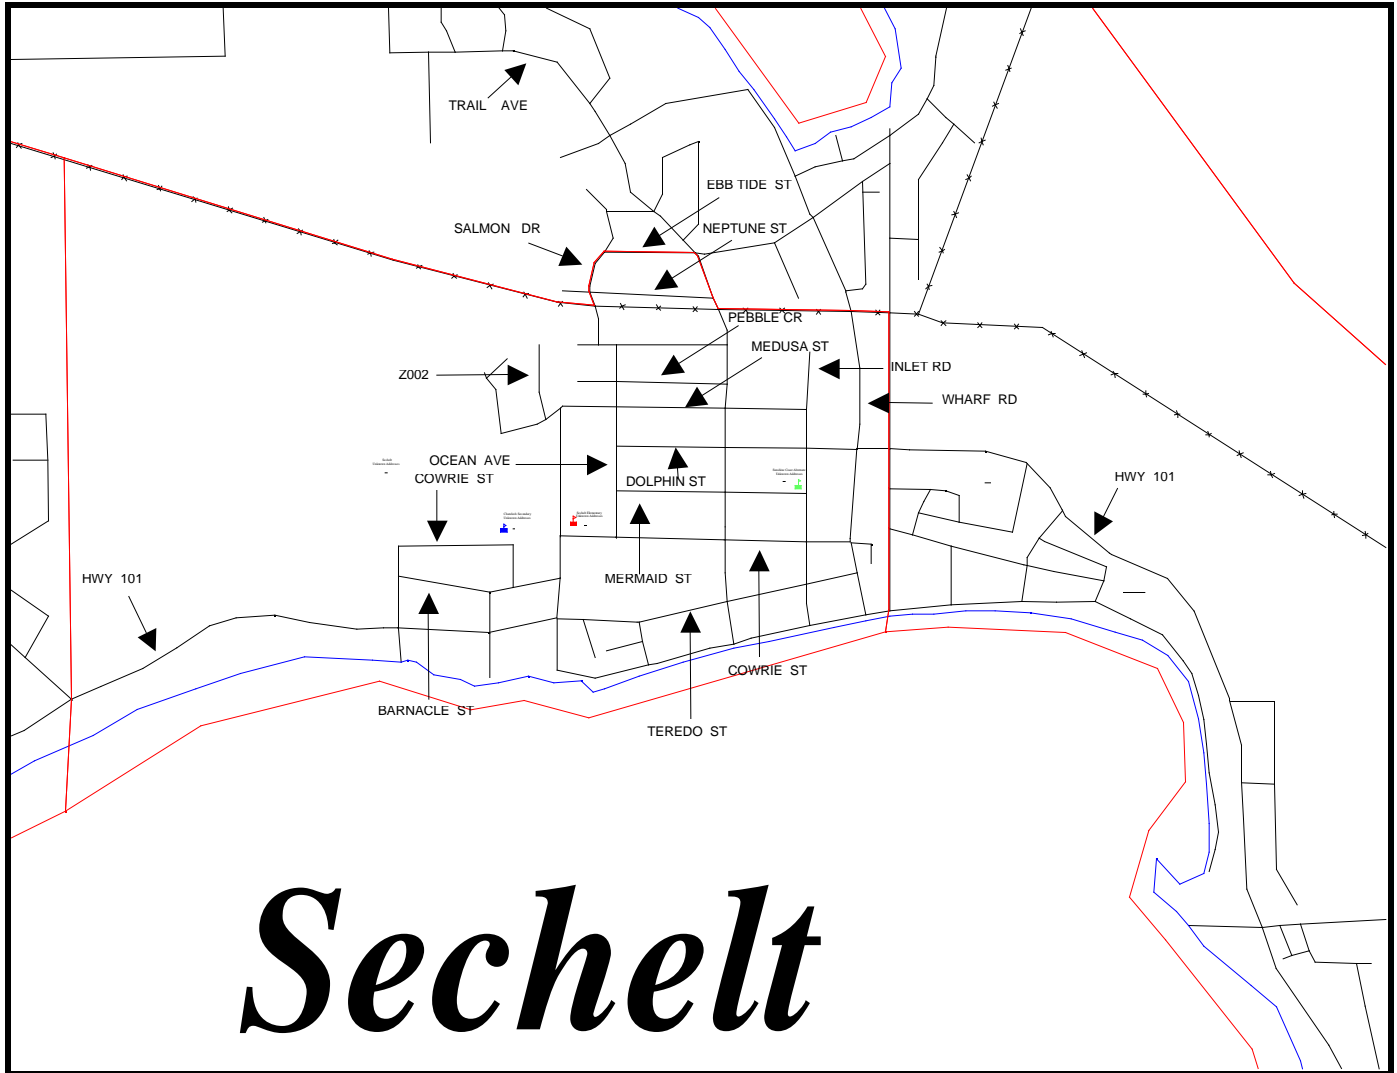 TRAIL AVE
EBB TIDE ST
SALMON DR
NEPTUNE ST
PEBBLE CR
MEDUSA ST
INLET RD
Z002
WHARF RD
OCEAN AVE
COWRIE ST
DOLPHIN ST
HWY 101
MERMAID ST
HWY 101
COWRIE ST
BARNACLE ST
TEREDO ST
Sechelt